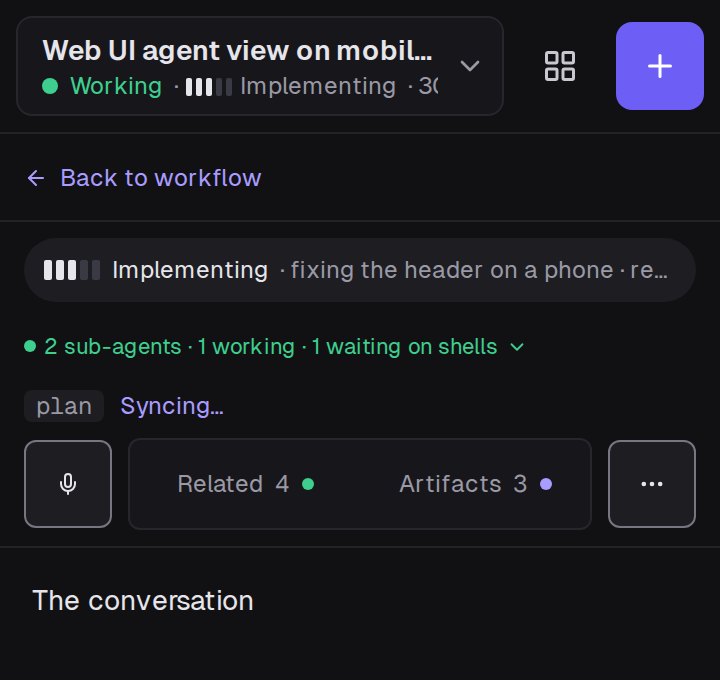 Web UI agent view on mobil...
Working · Implementing · 30
Back to workflow
Implementing · fixing the header on a phone · re...
2 sub-agents · 1 working · 1 waiting on shells
plan Syncing...
Related 4 Artifacts 3
The conversation